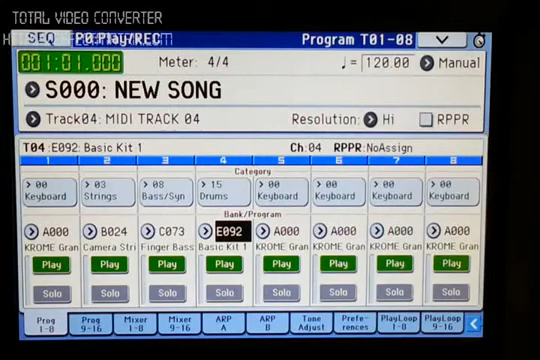 TOTAL VIDEO CONVERTER
SEQ P0:Play/REC Program T01-08
001:01.000 Meter: 4/4 ♩= 120.00 Manual
S000: NEW SONG
Track04: MIDI TRACK 04 Resolution: Hi RPPR
T04 :E092: Basic Kit 1 Ch:04 RPPR:NoAssign
1 2 3 4 5 6 7 8
Category
00 Keyboard 03 Strings 08 Bass/Syn 15 Drums 00 Keyboard 00 Keyboard 00 Keyboard 00 Keyboard
Bank/Program
A000 B024 C073 E092 A000 A000 A000 A000
KROME Gran Camera Stri Finger Bass Basic Kit 1 KROME Gran KROME Gran KROME Gran KROME Gran
Play Play Play Play Play Play Play Play
Solo Solo Solo Solo Solo Solo Solo Solo
Prog 1-8 Prog 9-16 Mixer 1-8 Mixer 9-16 ARP A ARP B Tone Adjust Prefe-rences PlayLoop 1-8 PlayLoop 9-16